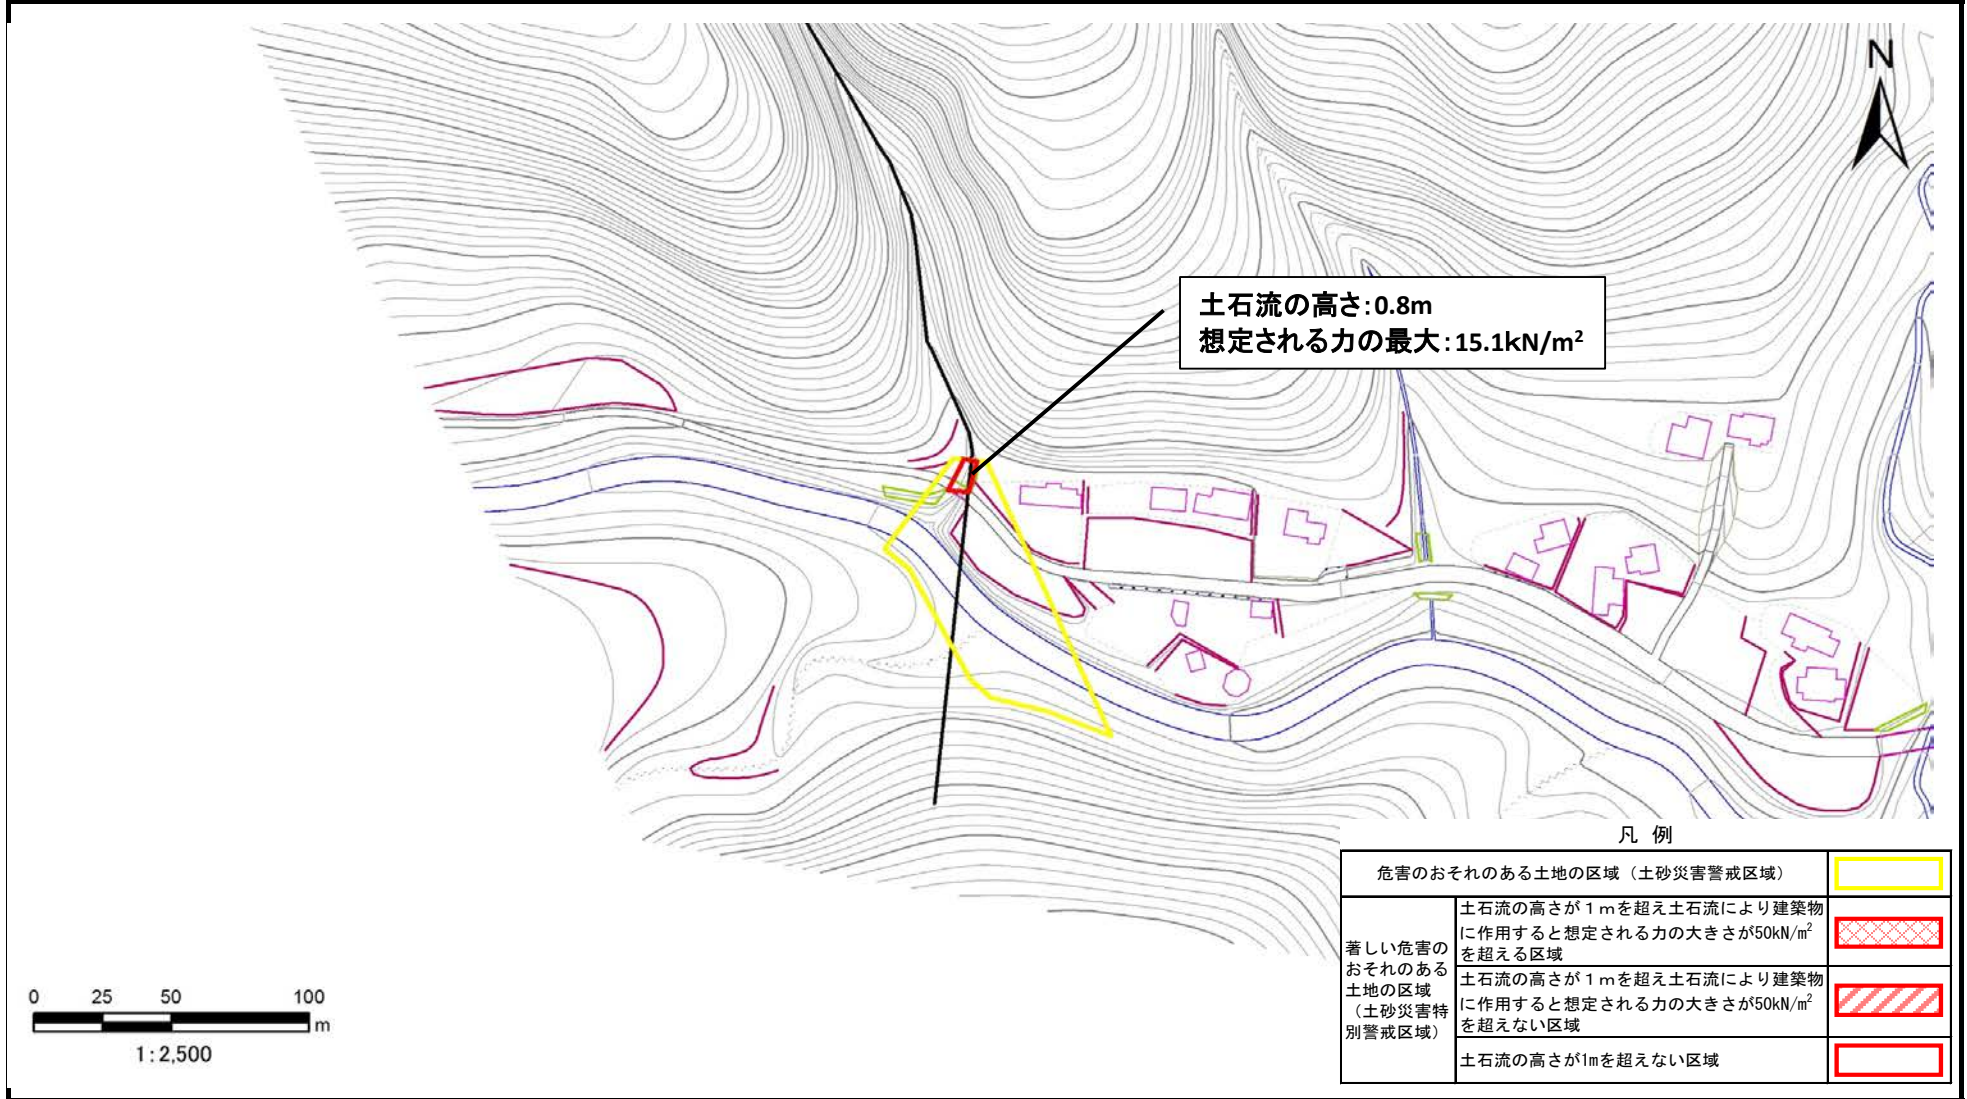 N
土石流の高さ:0.8m
想定される力の最大:15.1kN/m²
凡 例
危害のおそれのある土地の区域（土砂災害警戒区域）
著しい危害の
おそれのある
土地の区域
（土砂災害特
別警戒区域）
土石流の高さが１ｍを超え土石流により建築物
に作用すると想定される力の大きさが50kN/㎡
を超える区域
土石流の高さが１ｍを超え土石流により建築物
に作用すると想定される力の大きさが50kN/㎡
を超えない区域
土石流の高さが1mを超えない区域
0 25 50 100
m
1:2,500